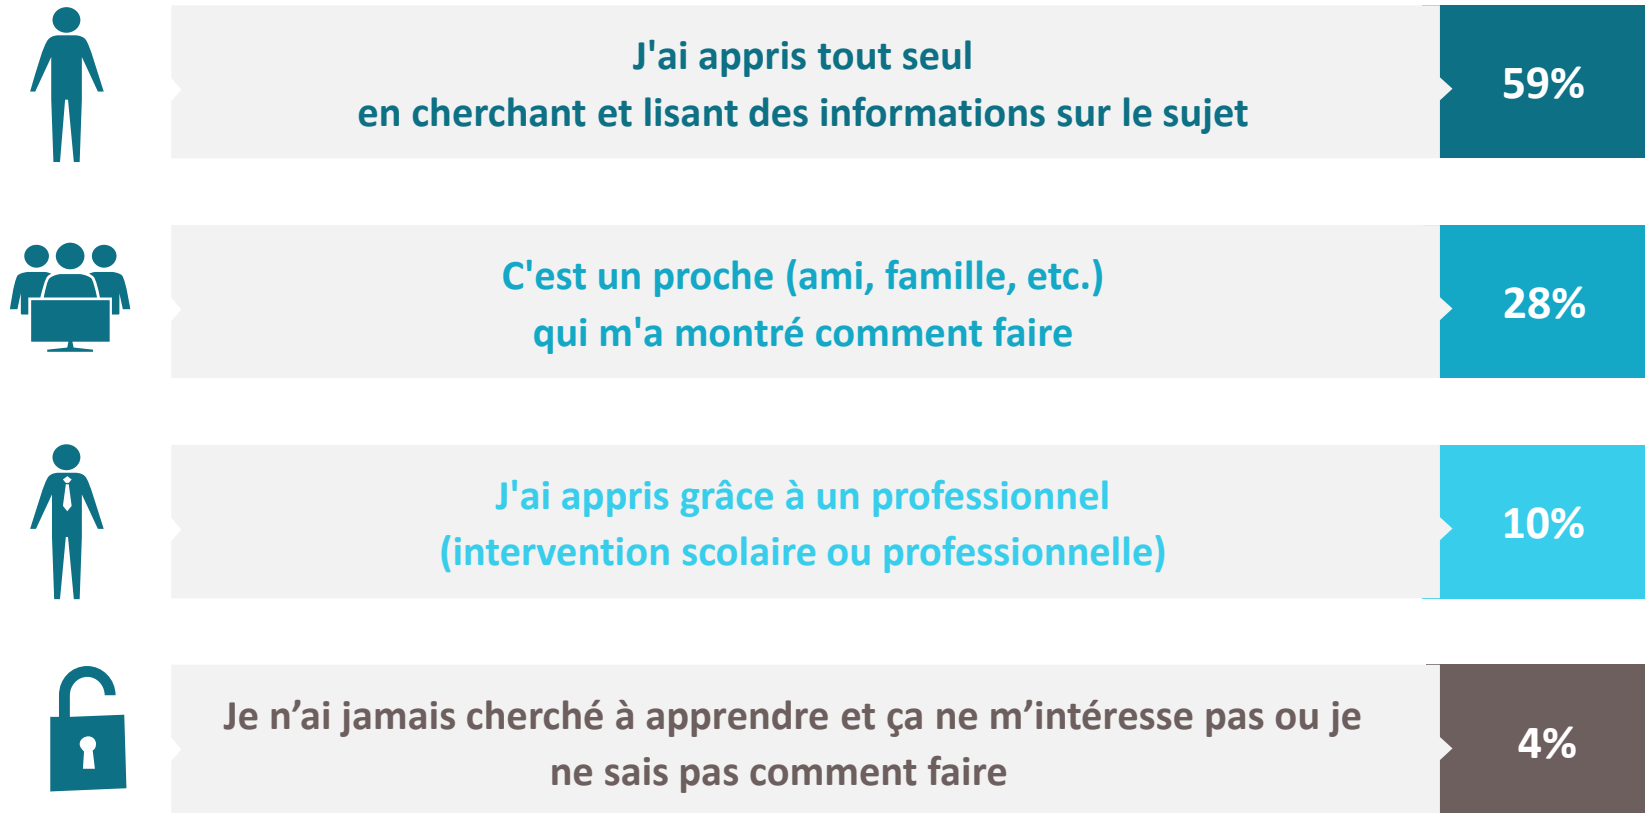 J'ai appris tout seul
en cherchant et lisant des informations sur le sujet
59%
C'est un proche (ami, famille, etc.)
qui m'a montré comment faire
28%
J'ai appris grâce à un professionnel
(intervention scolaire ou professionnelle)
10%
Je n’ai jamais cherché à apprendre et ça ne m’intéresse pas ou je
ne sais pas comment faire
4%